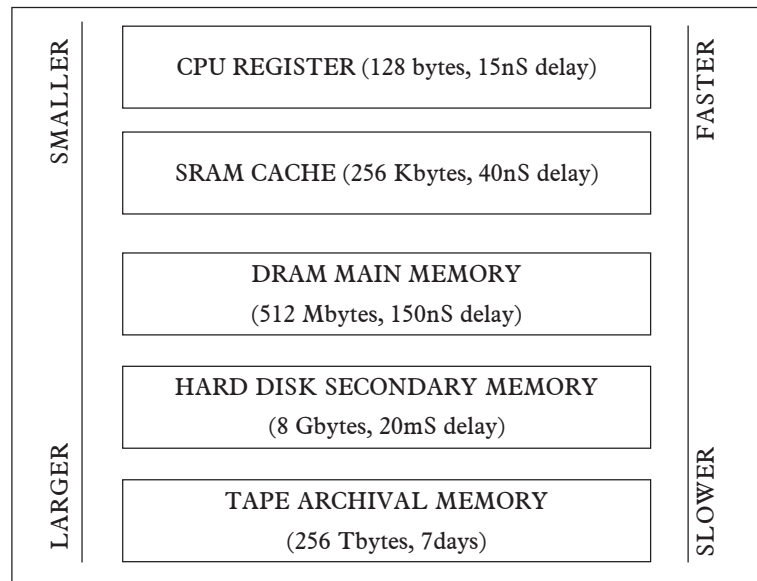 SMALLER
FASTER
CPU REGISTER (128 bytes, 15nS delay)
SRAM CACHE (256 Kbytes, 40nS delay)
DRAM MAIN MEMORY
(512 Mbytes, 150nS delay)
HARD DISK SECONDARY MEMORY
(8 Gbytes, 20mS delay)
LARGER
SLOWER
TAPE ARCHIVAL MEMORY
(256 Tbytes, 7days)